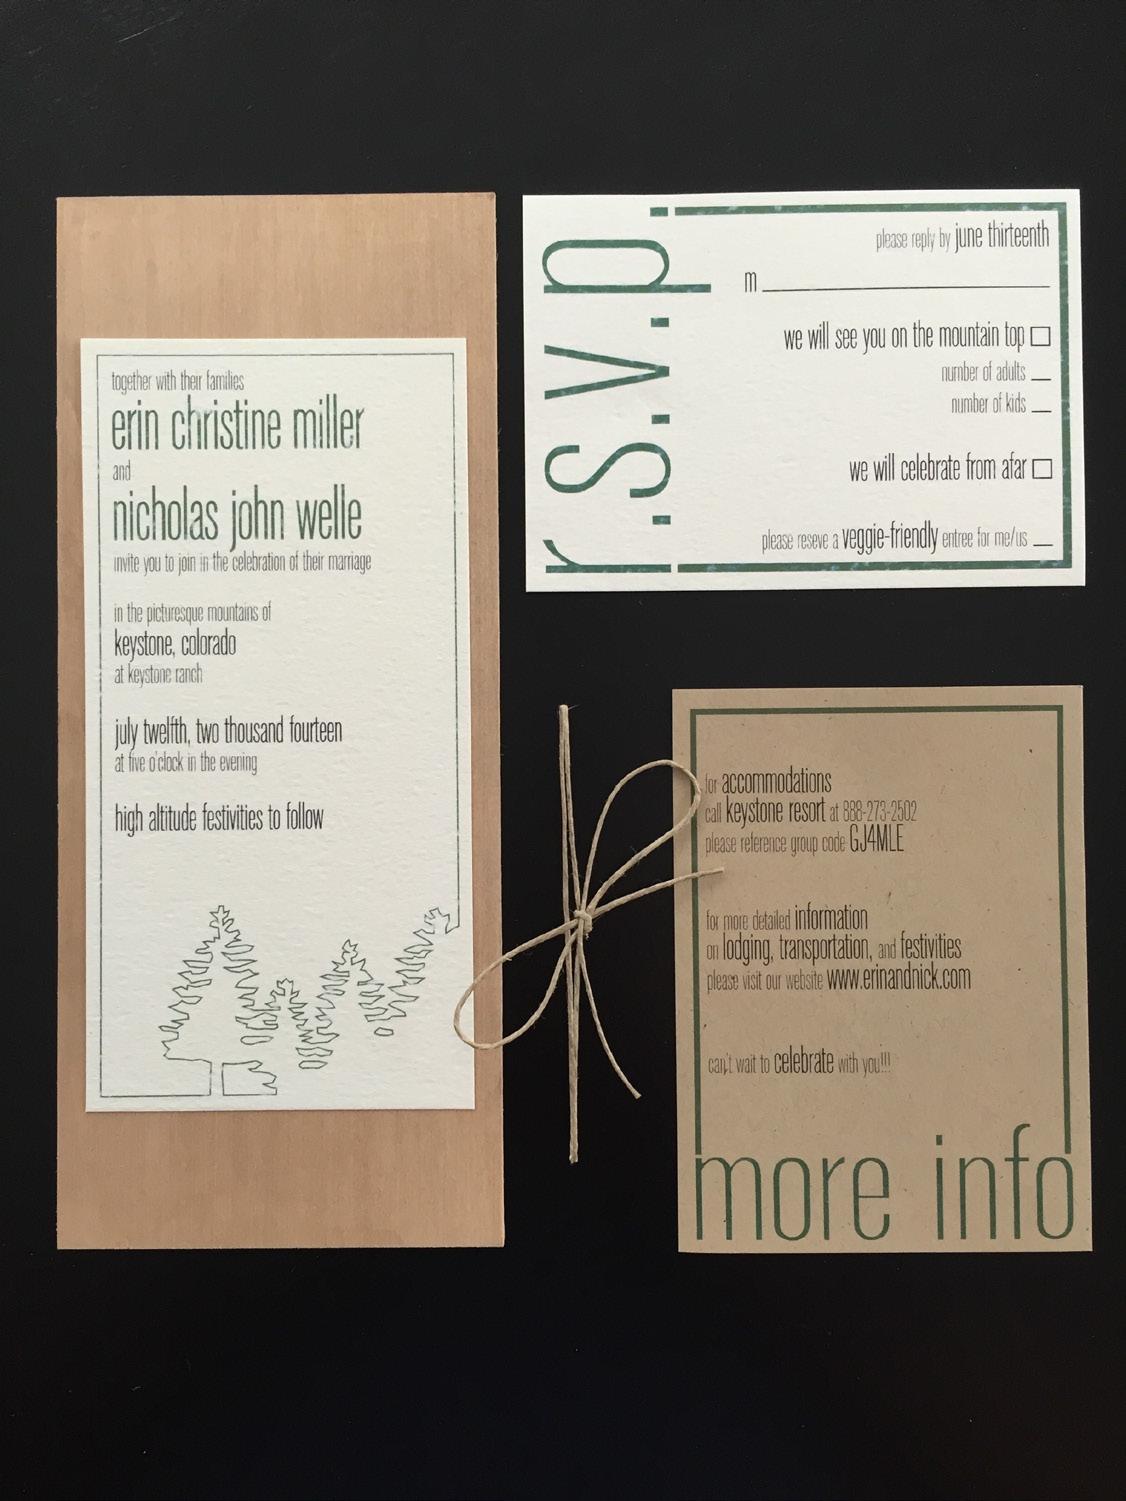 together with their families
erin christine miller
and
nicholas john welle
invite you to join in the celebration of their marriage
in the picturesque mountains of
keystone, colorado
at keystone ranch
july twelfth, two thousand fourteen
at five o'clock in the evening
high altitude festivities to follow
r.s.v.p.
please reply by june thirteenth
m
we will see you on the mountain top
number of adults
number of kids
we will celebrate from afar
please reseve a veggie-friendly entree for me/us
for accommodations
call keystone resort at 888-273-2502
please reference group code GJ4MLE
for more detailed information
on lodging, transportation, and festivities
please visit our website www.erinandnick.com
can't wait to celebrate with you!!!
more info